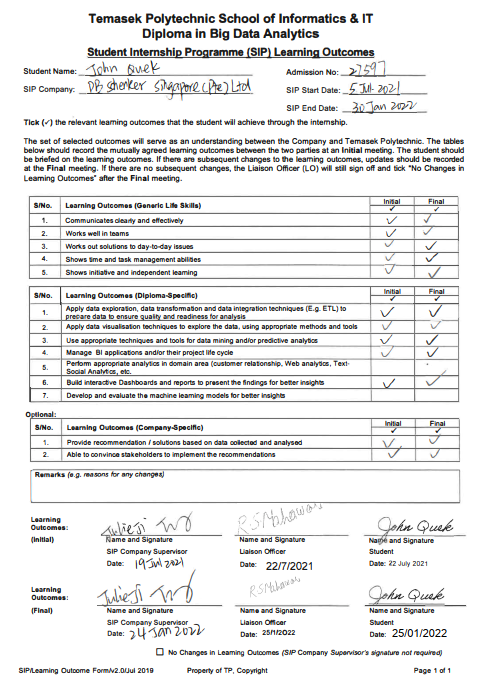 Temasek Polytechnic School of Informatics & IT
Diploma in Big Data Analytics
Student Internship Programme (SIP) Learning Outcomes
Student Name: John Quek Admission No: 27597
SIP Company: DB shenker Singapore (Pte) Ltd SIP Start Date: 5 Jul 2021
SIP End Date: 30 Jan 2022
Tick (✓) the relevant learning outcomes that the student will achieve through the internship.
The set of selected outcomes will serve as an understanding between the Company and Temasek Polytechnic. The tables
below should record the mutually agreed learning outcomes between the two parties at an Initial meeting. The student should
be briefed on the learning outcomes. If there are subsequent changes to the learning outcomes, updates should be recorded
at the Final meeting. If there are no subsequent changes, the Liaison Officer (LO) will still sign off and tick "No Changes in
Learning Outcomes" after the Final meeting.
S/No. Learning Outcomes (Generic Life Skills) Initial ✓ Final ✓
1. Communicates clearly and effectively ✓ ✓
2. Works well in teams ✓ ✓
3. Works out solutions to day-to-day issues ✓ ✓
4. Shows time and task management abilities ✓ ✓
5. Shows initiative and independent learning ✓ ✓
S/No. Learning Outcomes (Diploma-Specific) Initial ✓ Final ✓
1. Apply data exploration, data transformation and data integration techniques (E.g. ETL) to
prepare data to ensure quality and readiness for analysis ✓ ✓
2. Apply data visualisation techniques to explore the data, using appropriate methods and tools ✓ ✓
3. Use appropriate techniques and tools for data mining and/or predictive analytics ✓ ✓
4. Manage BI applications and/or their project life cycle ✓ ✓
5. Perform appropriate analytics in domain area (customer relationship, Web analytics, Text-
Social Analytics, etc.
6. Build interactive Dashboards and reports to present the findings for better insights ✓ ✓
7. Develop and evaluate the machine learning models for better insights
Optional:
S/No. Learning Outcomes (Company-Specific) Initial ✓ Final ✓
1. Provide recommendation / solutions based on data collected and analysed ✓ ✓
2. Able to convince stakeholders to implement the recommendations ✓ ✓
Remarks (e.g. reasons for any changes)
Learning
Outcomes:
(Initial)
JulieJi RSMahawan John Quek
Name and Signature Name and Signature Name and Signature
SIP Company Supervisor Liaison Officer Student
Date: 19 Jul 2021 Date: 22/7/2021 Date: 22 July 2021
Learning
Outcomes:
(Final)
JulieJi RSMahawan John Quek
Name and Signature Name and Signature Name and Signature
SIP Company Supervisor Liaison Officer Student
Date: 24 Jan 2022 Date: 25/1/2022 Date: 25/01/2022
No Changes in Learning Outcomes (SIP Company Supervisor's signature not required)
SIP/Learning Outcome Form/v2.0/Jul 2019 Property of TP, Copyright Page 1 of 1